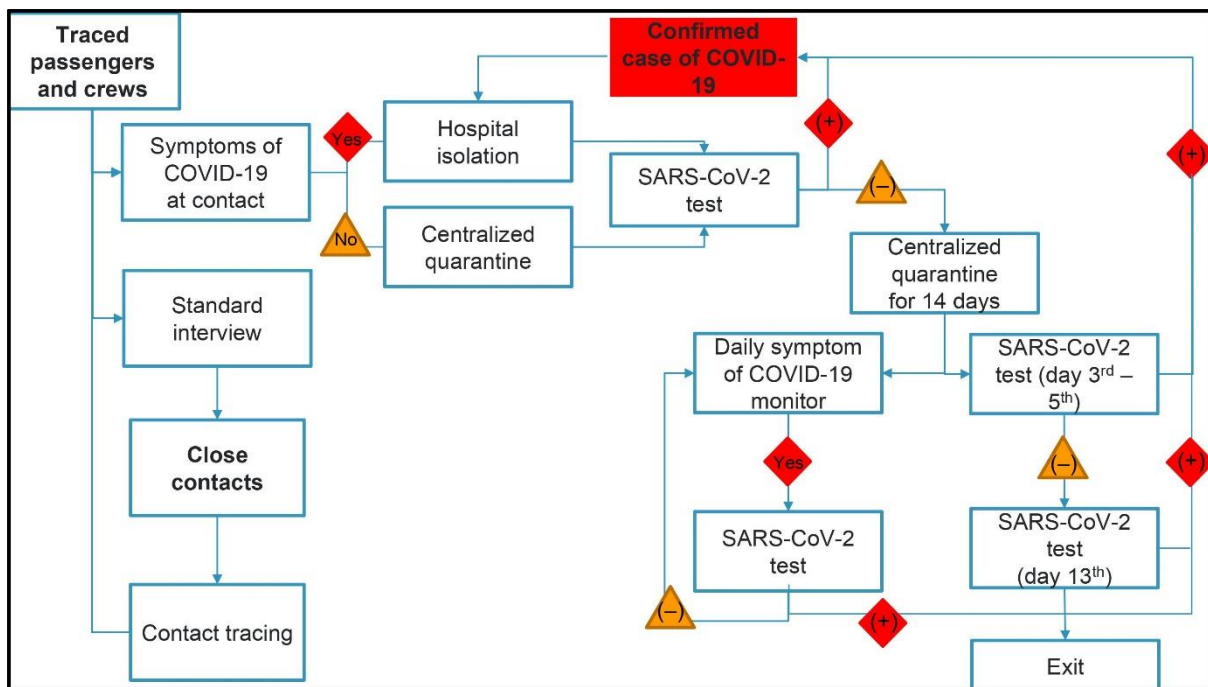 Traced
passengers
and crews
Confirmed
case of COVID-
19
Symptoms of
COVID-19
at contact
Yes
No
Hospital
isolation
Centralized
quarantine
SARS-CoV-2
test
(+)
(–)
(+)
Centralized
quarantine
for 14 days
Standard
interview
Daily symptom
of COVID-19
monitor
SARS-CoV-2
test (day 3rd –
5th)
Close
contacts
Yes
(–)
(+)
SARS-CoV-2
test
SARS-CoV-2
test
(day 13th)
Contact tracing
(–)
(+)
Exit